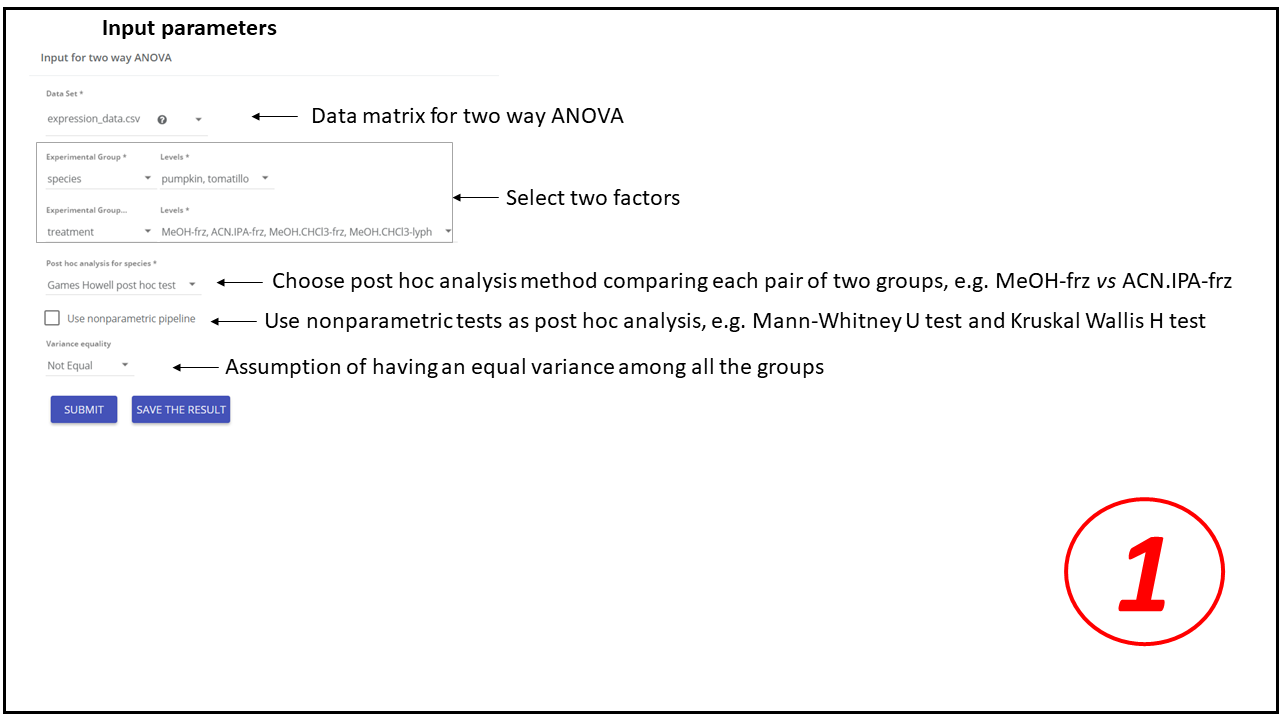 Input parameters
Input for two way ANOVA
Data Set *
expression_data.csv ?
Data matrix for two way ANOVA
Experimental Group * Levels *
species pumpkin, tomatillo
Select two factors
Experimental Group... Levels *
treatment MeOH-frz, ACN.IPA-frz, MeOH.CHCl3-frz, MeOH.CHCl3-lyph
Post hoc analysis for species *
Games Howell post hoc test
Choose post hoc analysis method comparing each pair of two groups, e.g. MeOH-frz vs ACN.IPA-frz
Use nonparametric pipeline
Use nonparametric tests as post hoc analysis, e.g. Mann-Whitney U test and Kruskal Wallis H test
Variance equality
Not Equal
Assumption of having an equal variance among all the groups
SUBMIT SAVE THE RESULT
1